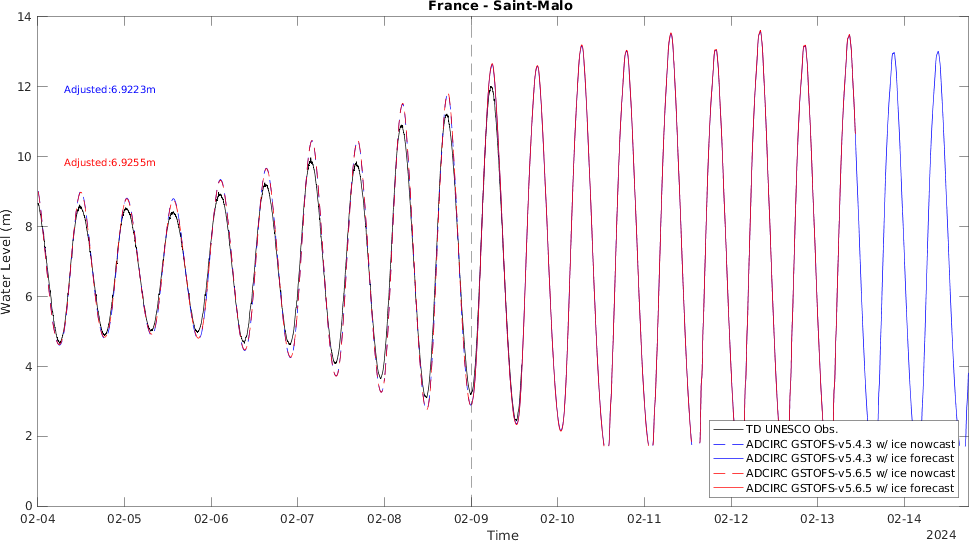 France - Saint-Malo
14
12
10
8
6
4
2
0
Water Level (m)
Adjusted:6.9223m
Adjusted:6.9255m
TD UNESCO Obs.
ADCIRC GSTOFS-v5.4.3 w/ ice nowcast
ADCIRC GSTOFS-v5.4.3 w/ ice forecast
ADCIRC GSTOFS-v5.6.5 w/ ice nowcast
ADCIRC GSTOFS-v5.6.5 w/ ice forecast
02-04 02-05 02-06 02-07 02-08 02-09 02-10 02-11 02-12 02-13 02-14
Time
2024